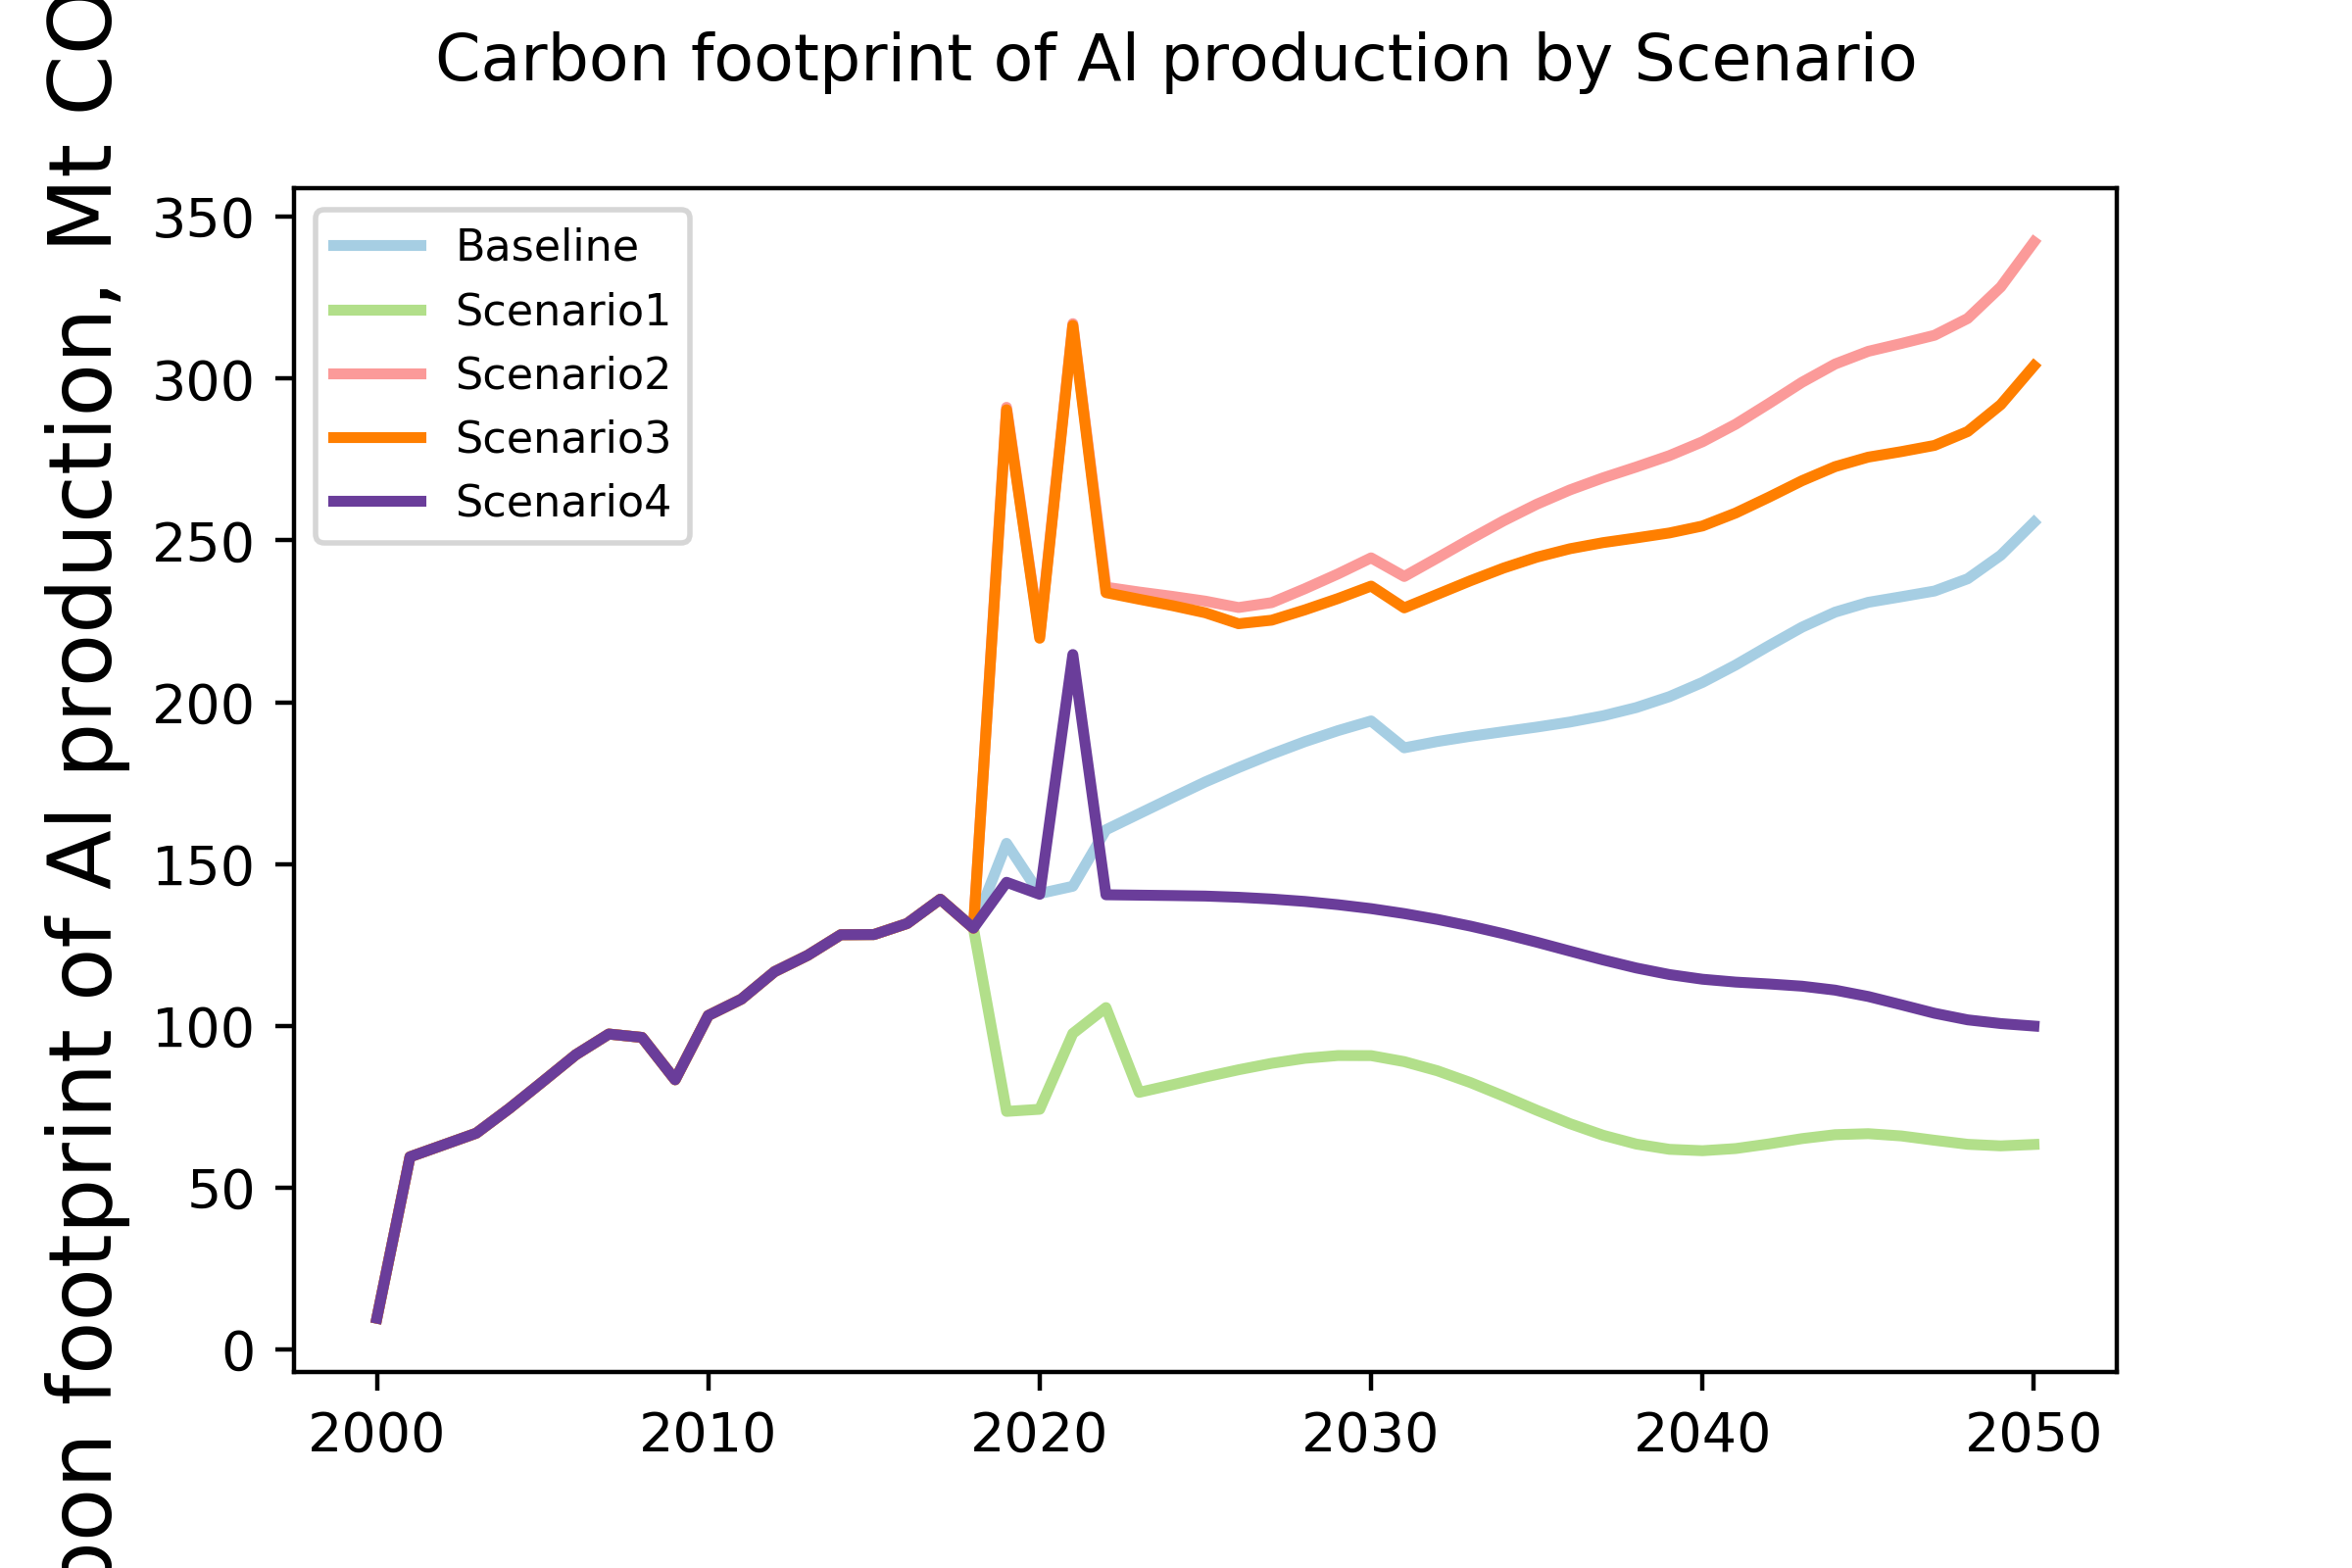 Carbon footprint of Al production by Scenario
bon footprint of Al production, Mt CO
350
300
250
200
150
100
50
0
Baseline
Scenario1
Scenario2
Scenario3
Scenario4
2000
2010
2020
2030
2040
2050